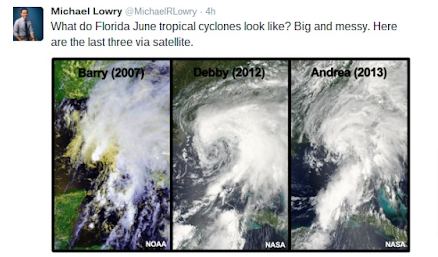 Michael Lowry @MichaelRLowry · 4h
What do Florida June tropical cyclones look like? Big and messy. Here
are the last three via satellite.
Barry (2007) Debby (2012) Andrea (2013)
NOAA NASA NASA